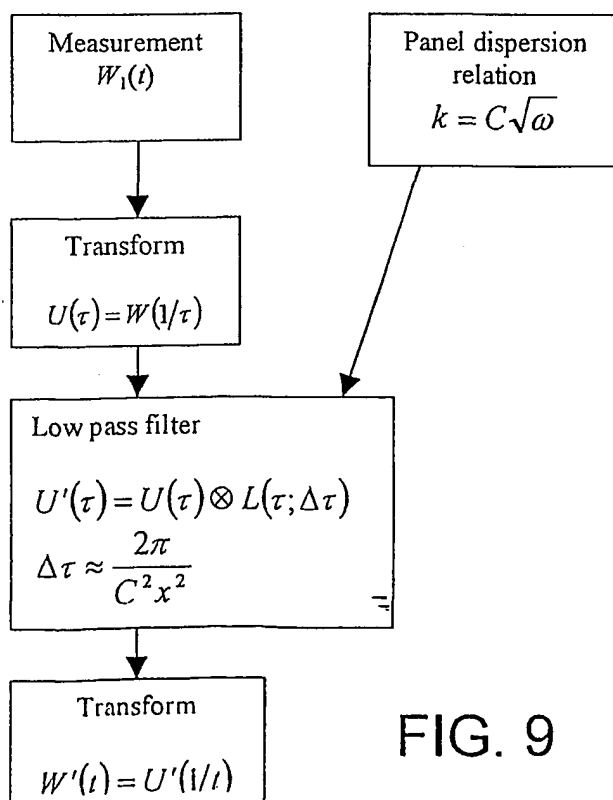 Measurement
W₁(t)
Panel dispersion
relation
k = C√ω
Transform
U(τ) = W(1/τ)
Low pass filter
U'(τ) = U(τ) ⊗ L(τ; Δτ)
Δτ ≈ 2π / C²x²
Transform
W'(t) = U'(1/t)
FIG. 9